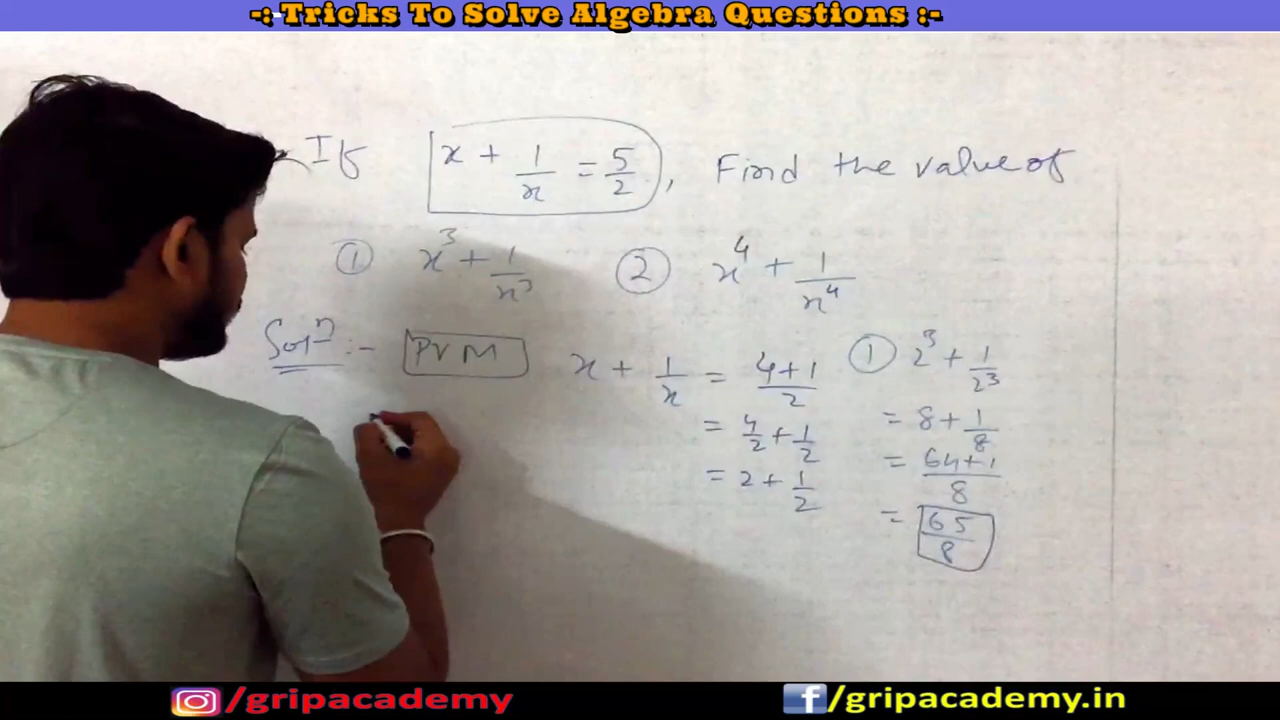 -: Tricks To Solve Algebra Questions :-
If x + 1/x = 5/2, Find the value of
① x³ + 1/x³ ② x⁴ + 1/x⁴
Solⁿ :- PVM
x + 1/x = 4+1/2
= 4/2 + 1/2
= 2 + 1/2
① 2³ + 1/2³
= 8 + 1/8
= 64+1/8
= 65/8
/gripacademy
f/gripacademy.in